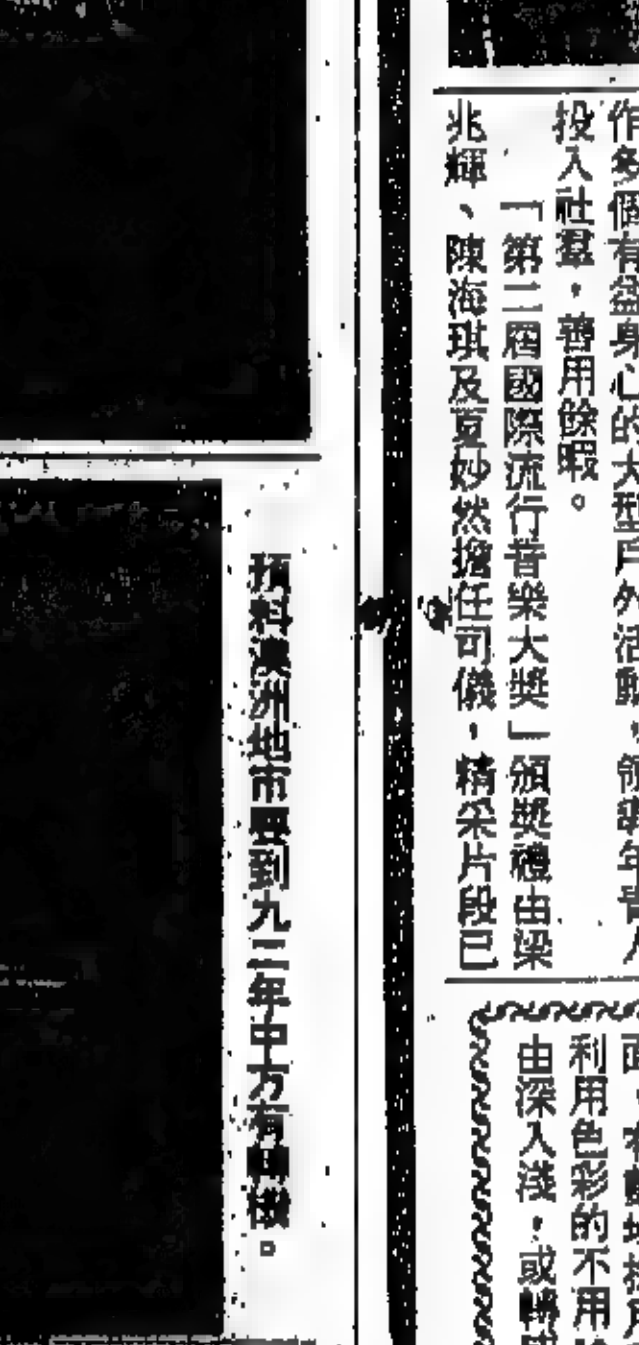 作多個有益身心的大型戶外活動，領導年青人
投入社羣，善用餘暇。
「第二屆國際流行音樂大獎」頒獎禮由梁
兆輝、陳海琪及夏妙然擔任司儀，精采片段已
利用色彩的不用
由深入淺，或轉
預料澳洲地市要到九二年中方有轉機。